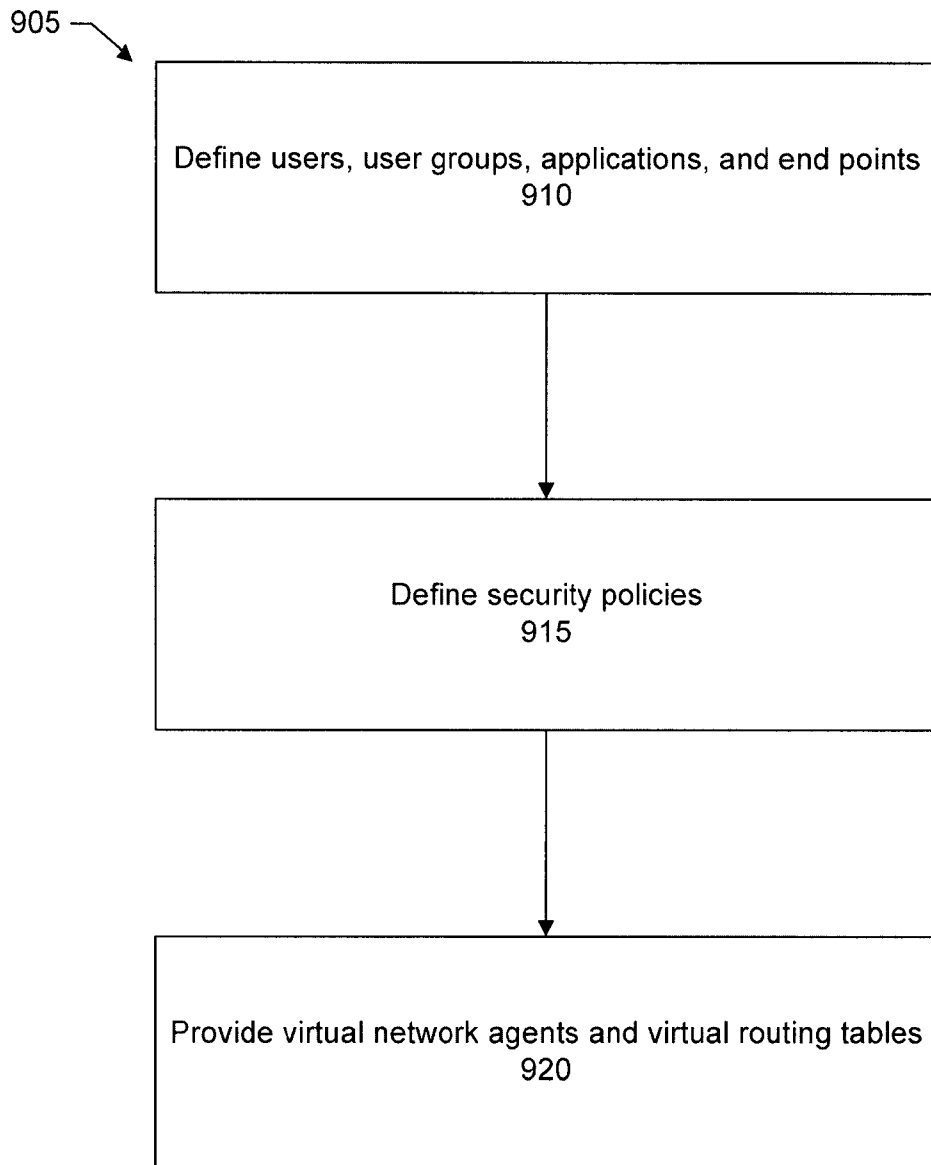 905
Define users, user groups, applications, and end points
910
Define security policies
915
Provide virtual network agents and virtual routing tables
920